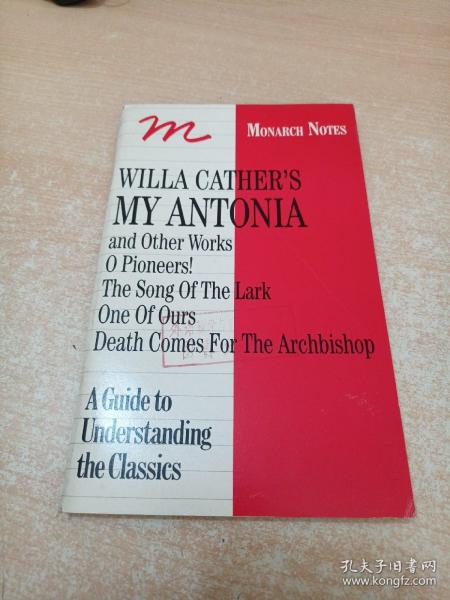 m
MONARCH NOTES
WILLA CATHER'S
MY ANTONIA
and Other Works
O Pioneers!
The Song Of The Lark
One Of Ours
Death Comes For The Archbishop
A Guide to
Understanding
the Classics
孔夫子旧书网
www.kongfz.com